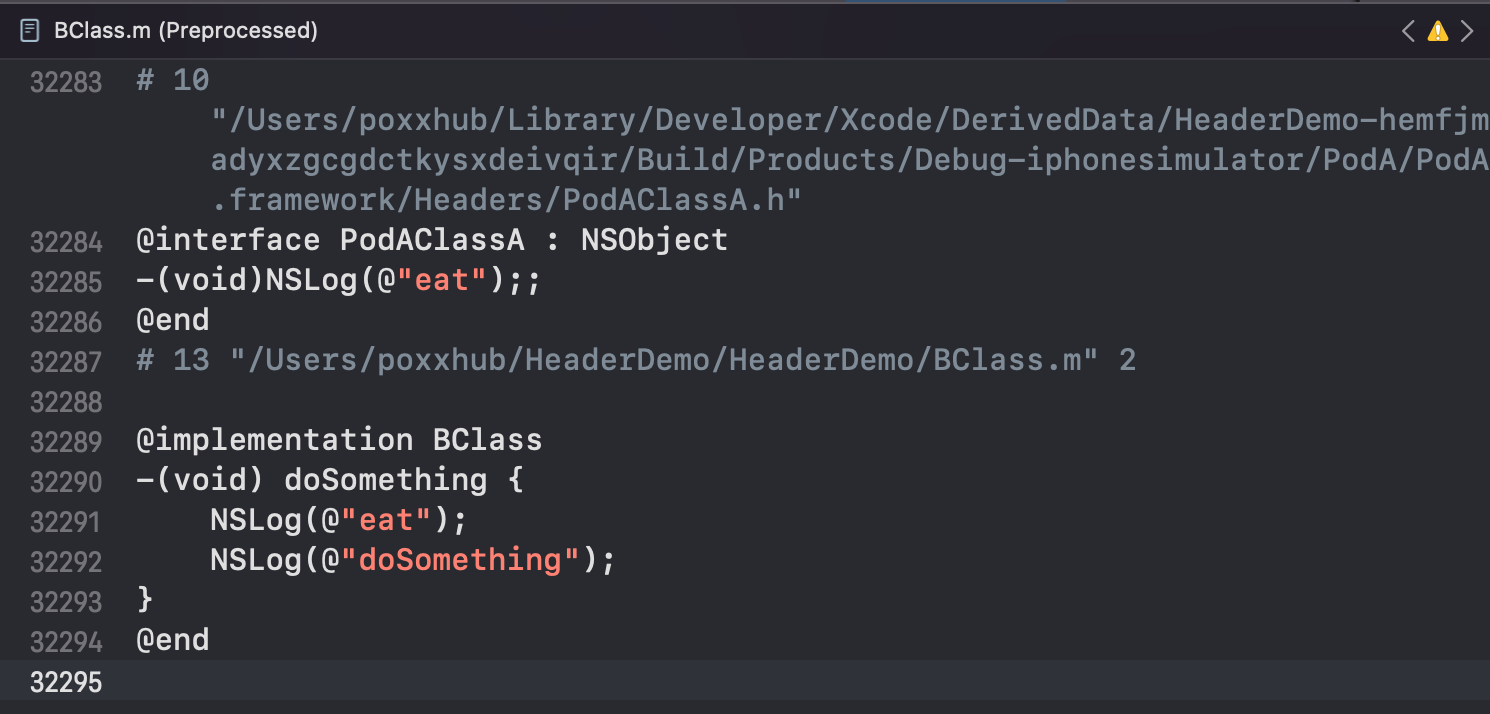 BClass.m (Preprocessed)
32283 # 10
"/Users/poxxhub/Library/Developer/Xcode/DerivedData/HeaderDemo-hemfjm
adyxzgcgdctkysxdeivqir/Build/Products/Debug-iphonesimulator/PodA/PodA
.framework/Headers/PodAClassA.h"
32284 @interface PodAClassA : NSObject
32285 -(void)NSLog(@"eat");;
32286 @end
32287 # 13 "/Users/poxxhub/HeaderDemo/HeaderDemo/BClass.m" 2
32288
32289 @implementation BClass
32290 -(void) doSomething {
32291     NSLog(@"eat");
32292     NSLog(@"doSomething");
32293 }
32294 @end
32295